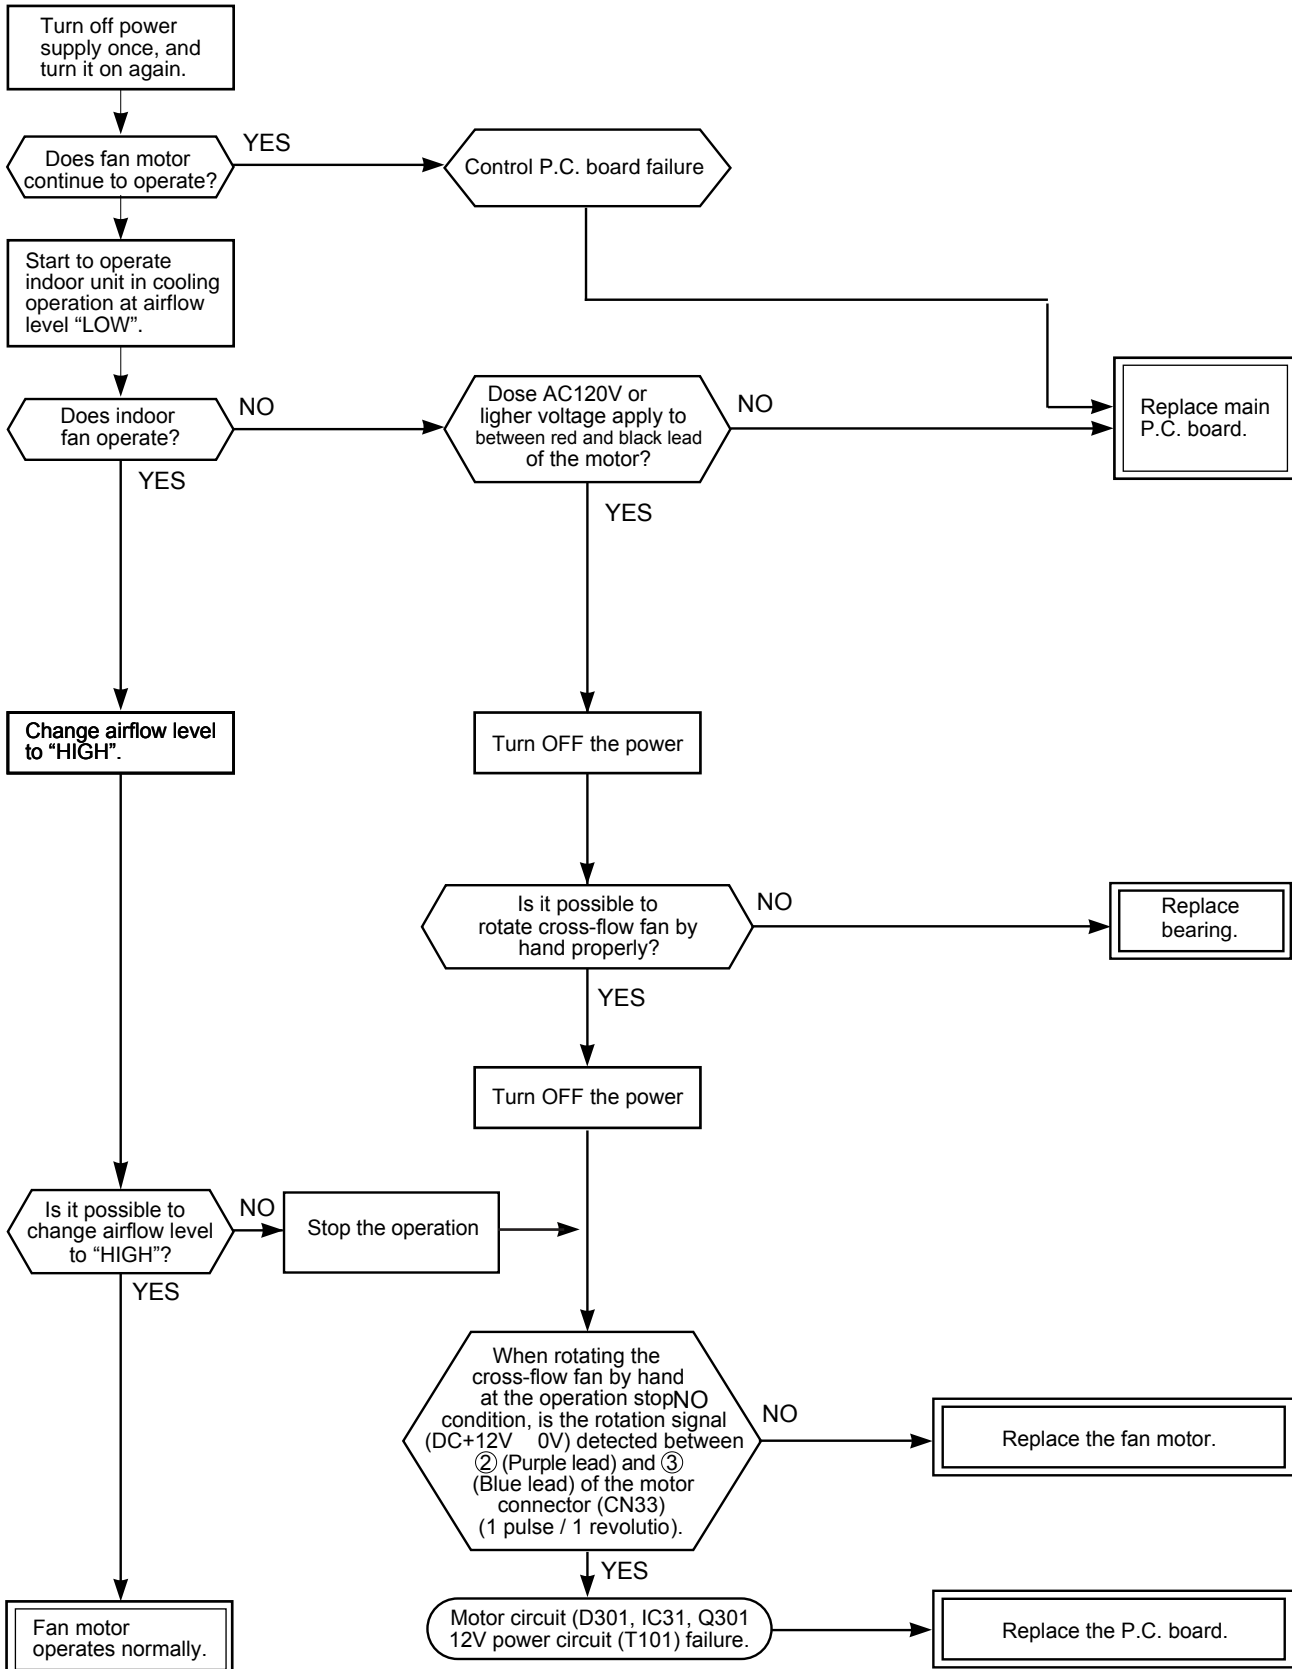 Turn off power
supply once, and
turn it on again.
Does fan motor
continue to operate?
YES
Control P.C. board failure
Start to operate
indoor unit in cooling
operation at airflow
level “LOW”.
Does indoor
fan operate?
NO
Dose AC120V or
ligher voltage apply to
between red and black lead
of the motor?
NO
Replace main
P.C. board.
YES
YES
Change airflow level
to “HIGH”.
Turn OFF the power
Is it possible to
rotate cross-flow fan by
hand properly?
NO
Replace
bearing.
YES
Turn OFF the power
Is it possible to
change airflow level
to “HIGH”?
NO
Stop the operation
YES
When rotating the
cross-flow fan by hand
at the operation stopNO
condition, is the rotation signal
(DC+12V 0V) detected between
② (Purple lead) and ③
(Blue lead) of the motor
connector (CN33)
(1 pulse / 1 revolutio).
NO
Replace the fan motor.
YES
Fan motor
operates normally.
Motor circuit (D301, IC31, Q301
12V power circuit (T101) failure.
Replace the P.C. board.